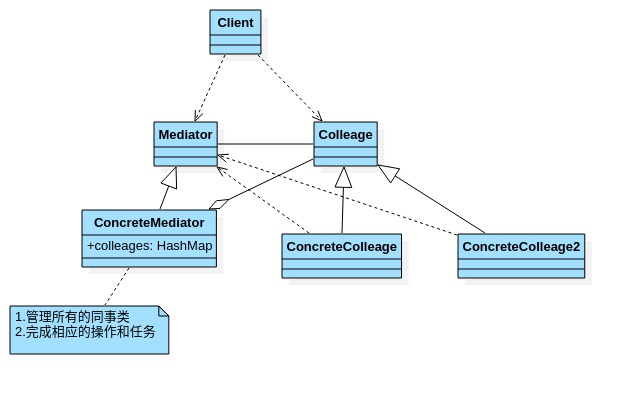 Client
Mediator
Colleage
ConcreteMediator
+colleages: HashMap
ConcreteColleage
ConcreteColleage2
1.管理所有的同事类
2.完成相应的操作和任务